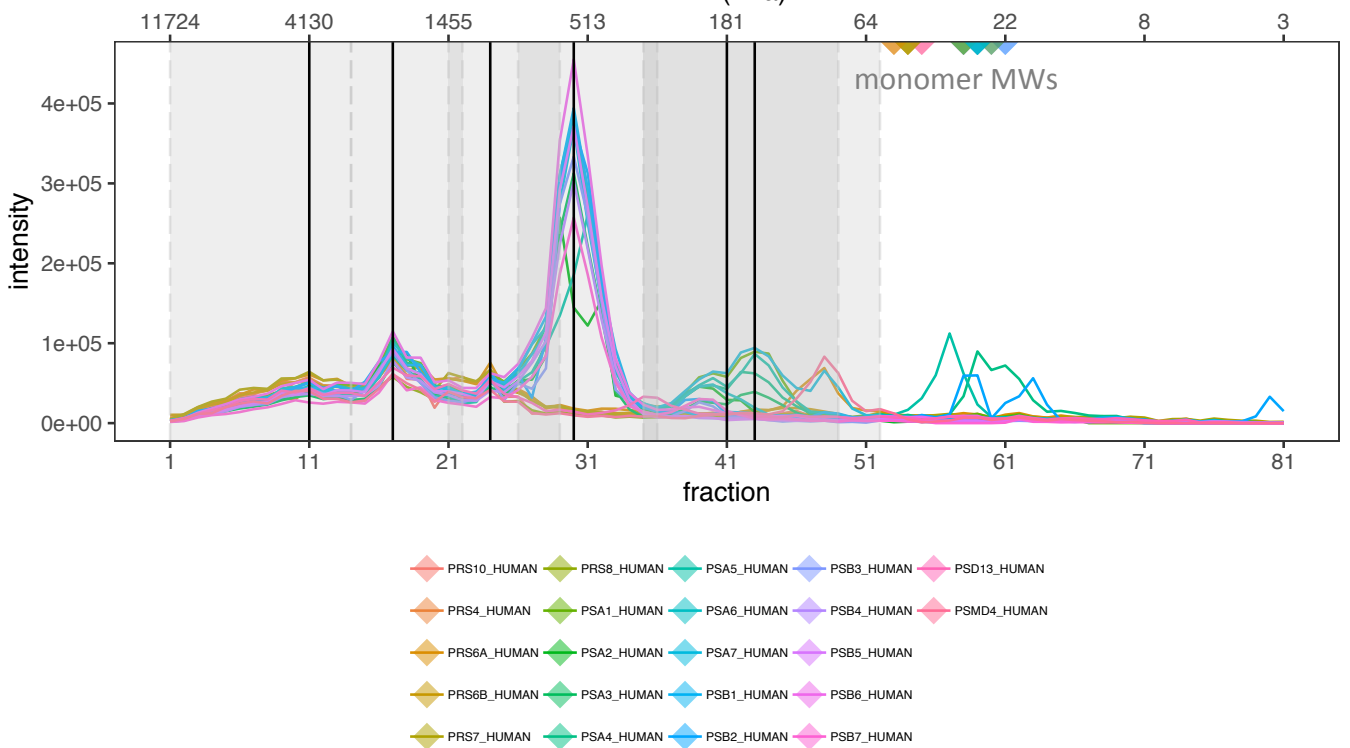 11724 4130 1455 513 181 64 22 8 3
monomer MWs
4e+05
3e+05
2e+05
1e+05
0e+00
intensity
1 11 21 31 41 51 61 71 81
fraction
PRS10_HUMAN PRS8_HUMAN PSA5_HUMAN PSB3_HUMAN PSD13_HUMAN
PRS4_HUMAN PSA1_HUMAN PSA6_HUMAN PSB4_HUMAN PSMD4_HUMAN
PRS6A_HUMAN PSA2_HUMAN PSA7_HUMAN PSB5_HUMAN
PRS6B_HUMAN PSA3_HUMAN PSB1_HUMAN PSB6_HUMAN
PRS7_HUMAN PSA4_HUMAN PSB2_HUMAN PSB7_HUMAN